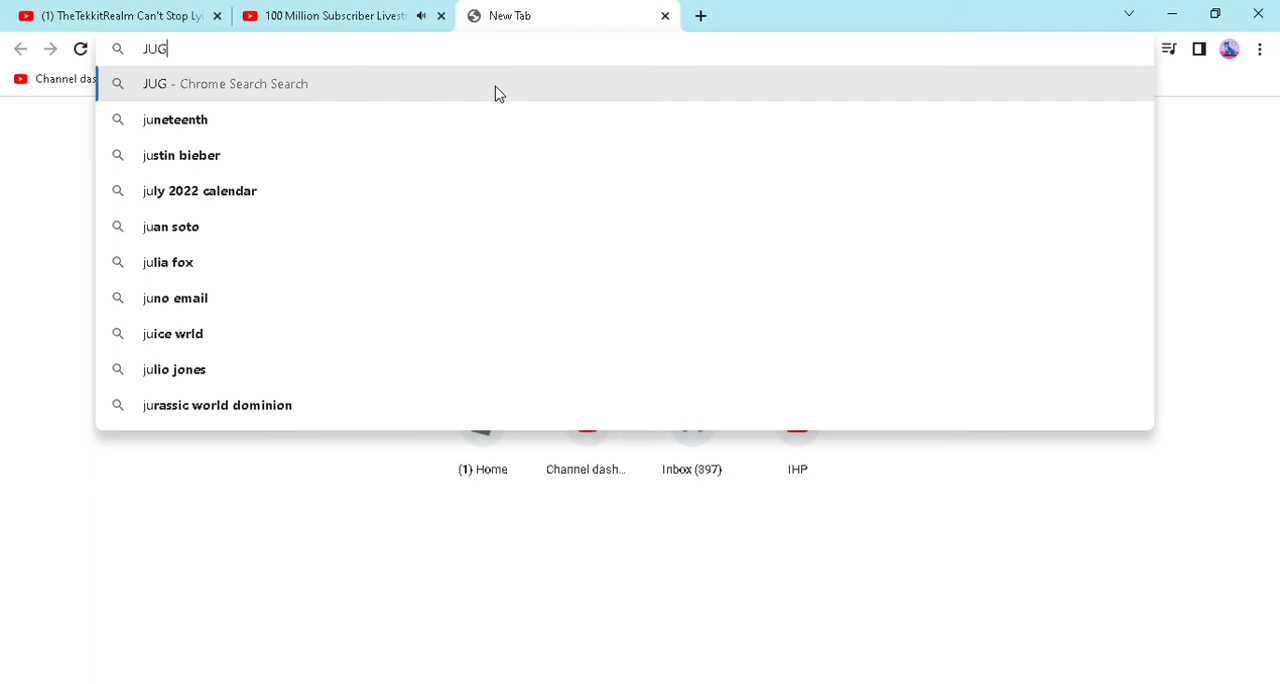 (1) TheTekkitRealm Can't Stop Lyi
100 Million Subscriber Livestr
New Tab
JUG
Channel das
JUG - Chrome Search Search
juneteenth
justin bieber
july 2022 calendar
juan soto
julia fox
juno email
juice wrld
julio jones
jurassic world dominion
(1) Home
Channel dash...
Inbox (397)
IHP